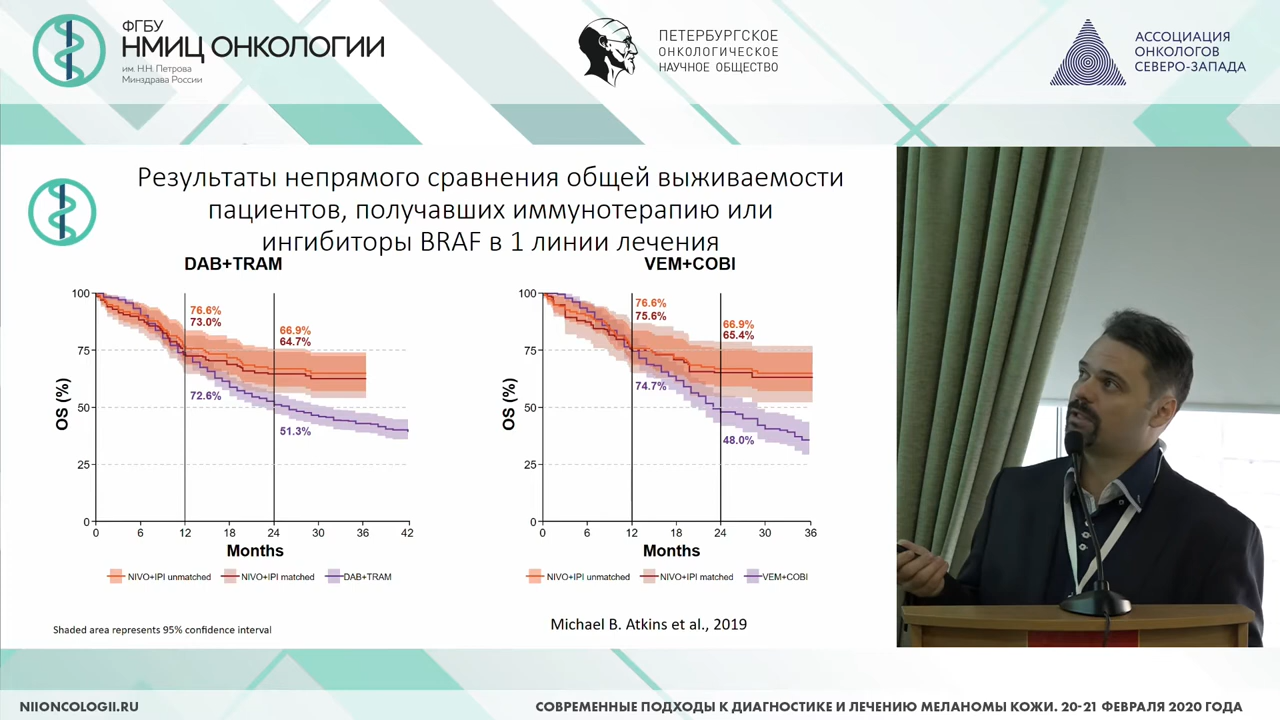 ФГБУ
НМИЦ ОНКОЛОГИИ
им. Н.Н. Петрова
Минздрава России
ПЕТЕРБУРГСКОЕ
ОНКОЛОГИЧЕСКОЕ
НАУЧНОЕ ОБЩЕСТВО
АССОЦИАЦИЯ
ОНКОЛОГОВ
СЕВЕРО-ЗАПАДА
Результаты непрямого сравнения общей выживаемости
пациентов, получавших иммунотерапию или
ингибиторы BRAF в 1 линии лечения
DAB+TRAM
100
75
50
25
0
OS (%)
76.6%
73.0%
66.9%
64.7%
72.6%
51.3%
0 6 12 18 24 30 36 42
Months
NIVO+IPI unmatched NIVO+IPI matched DAB+TRAM
VEM+COBI
100
75
50
25
0
OS (%)
76.6%
75.6%
66.9%
65.4%
74.7%
48.0%
0 6 12 18 24 30 36
Months
NIVO+IPI unmatched NIVO+IPI matched VEM+COBI
Shaded area represents 95% confidence interval
Michael B. Atkins et al., 2019
NIIONCOLOGII.RU
СОВРЕМЕННЫЕ ПОДХОДЫ К ДИАГНОСТИКЕ И ЛЕЧЕНИЮ МЕЛАНОМЫ КОЖИ. 20-21 ФЕВРАЛЯ 2020 ГОДА